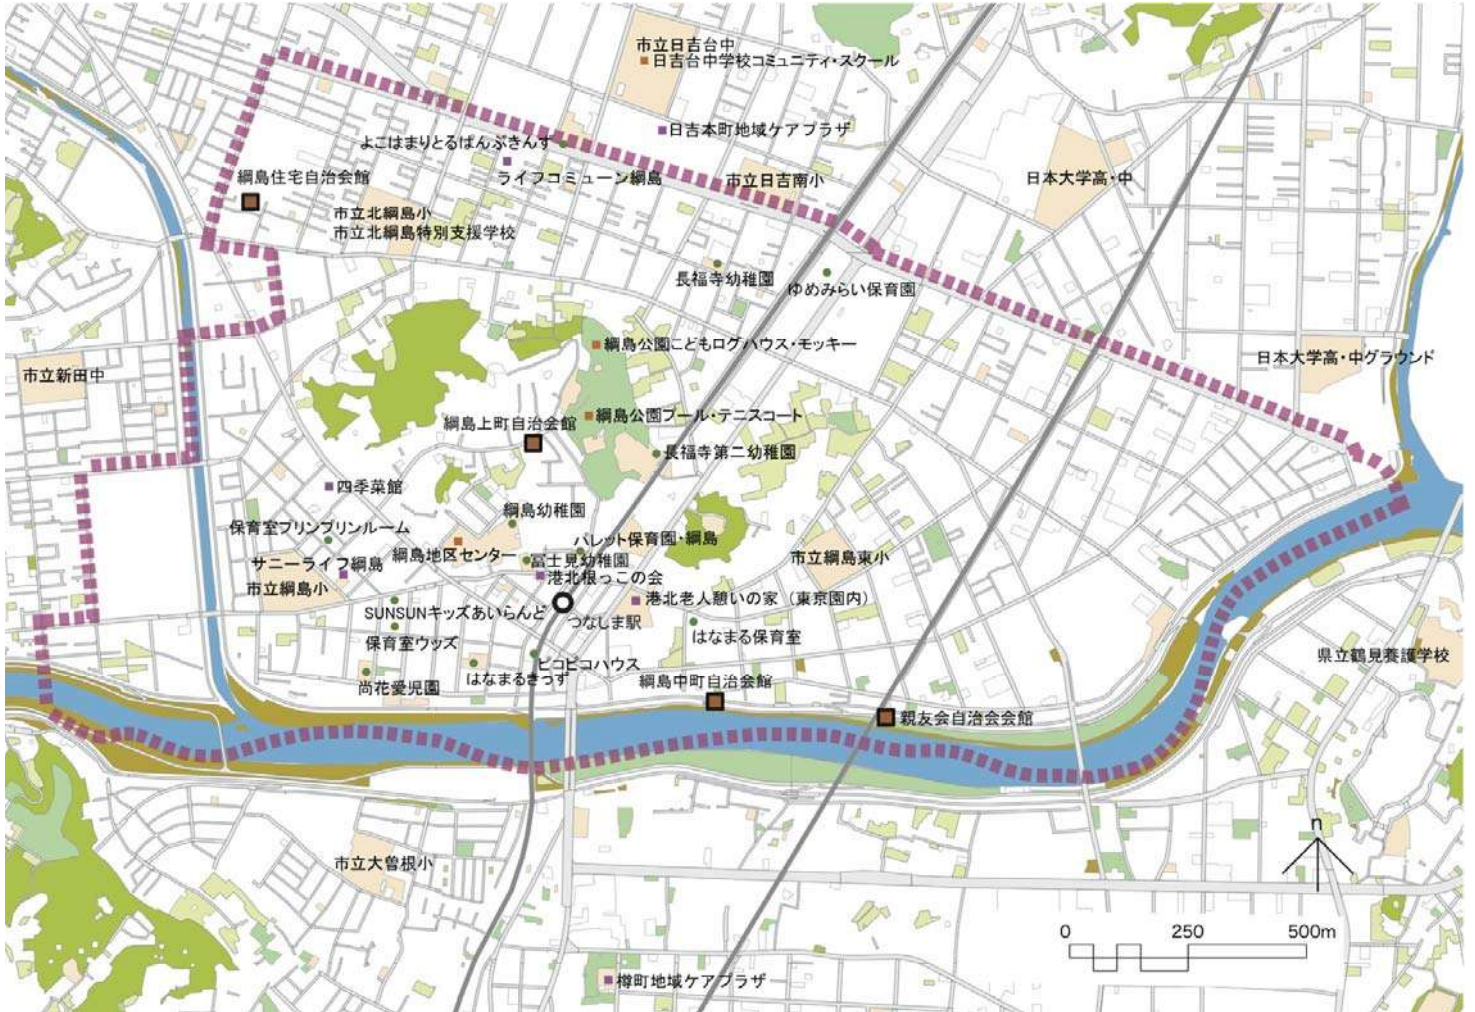 市立日吉台中
日吉台中学校コミュニティ・スクール
日吉本町地域ケアプラザ
よこはまりとるぱんぷきんず
ライフコミューン綱島
綱島住宅自治会館
市立日吉南小
日本大学高・中
市立北綱島小
市立北綱島特別支援学校
長福寺幼稚園
ゆめみらい保育園
綱島公園こどもログハウス・モッキー
日本大学高・中グラウンド
市立新田中
綱島公園プール・テニスコート
綱島上町自治会館
長福寺第二幼稚園
四季菜館
綱島幼稚園
保育室プリンプリンルーム
パレット保育園・綱島
綱島地区センター
冨士見幼稚園
市立綱島東小
サニーライフ綱島
港北根っこの会
市立綱島小
港北老人憩いの家（東京園内）
SUNSUNキッズあいらんど
つなしま駅
はなまる保育室
保育室ウッズ
ピコピコハウス
県立鶴見養護学校
はなまるきっず
尚花愛児園
綱島中町自治会館
親友会自治会会館
n
市立大曽根小
0 250 500m
樽町地域ケアプラザ